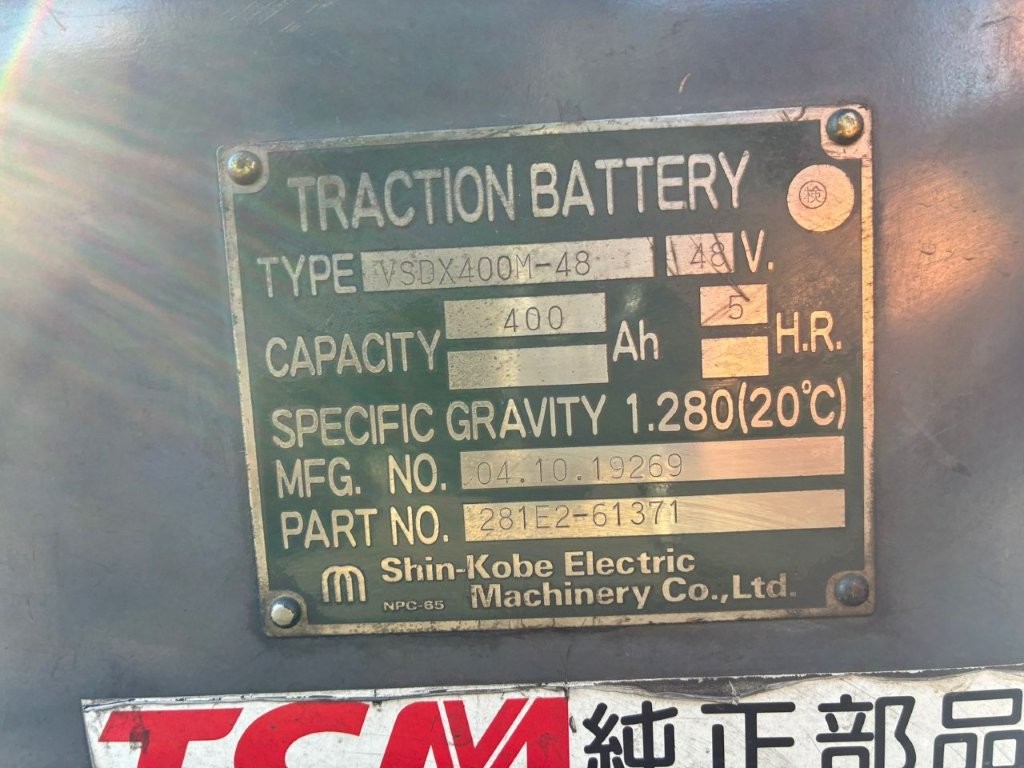 TRACTION BATTERY
検
TYPE VSDX400M-48 48 V.
CAPACITY 400 Ah 5 H.R.
SPECIFIC GRAVITY 1.280(20℃)
MFG. NO. 04.10.19269
PART NO. 281E2-61371
Shin-Kobe Electric
NPC-65 Machinery Co.,Ltd.
TCM 純正部品